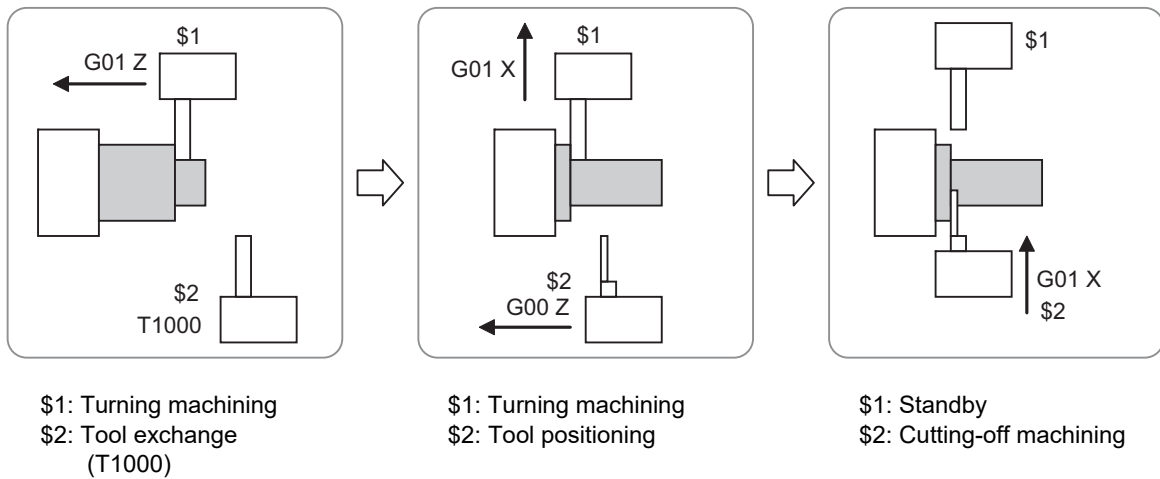 $1
G01 Z
$2
T1000
$1
G01 X
$2
G00 Z
$1
G01 X
$2
$1: Turning machining
$2: Tool exchange
(T1000)
$1: Turning machining
$2: Tool positioning
$1: Standby
$2: Cutting-off machining